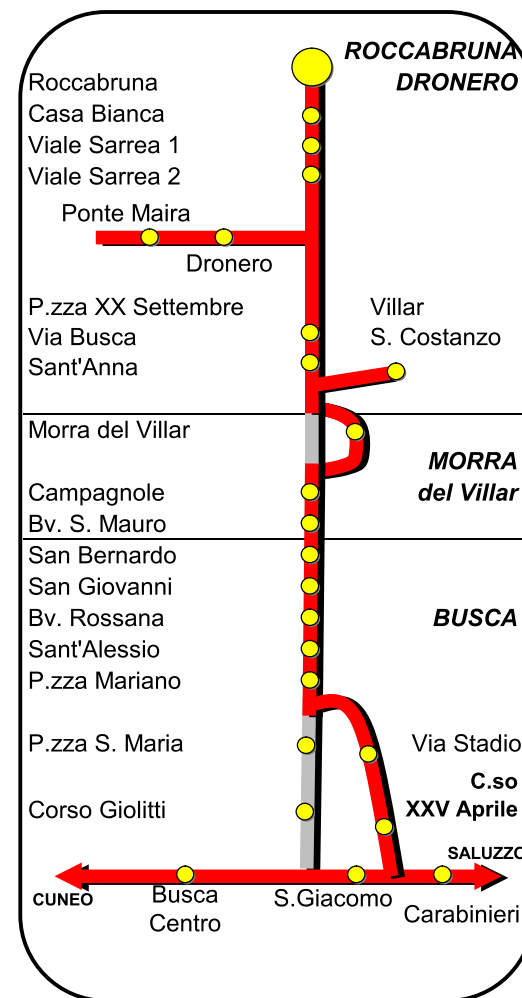 ROCCABRUNA
DRONERO
Roccabruna
Casa Bianca
Viale Sarrea 1
Viale Sarrea 2
Ponte Maira
Dronero
P.zza XX Settembre
Villar
Via Busca
S. Costanzo
Sant'Anna
Morra del Villar
MORRA
del Villar
Campagnole
Bv. S. Mauro
San Bernardo
San Giovanni
Bv. Rossana
BUSCA
Sant'Alessio
P.zza Mariano
P.zza S. Maria
Via Stadio
C.so
XXV Aprile
Corso Giolitti
SALUZZO
CUNEO
Busca
Centro
S.Giacomo
Carabinieri